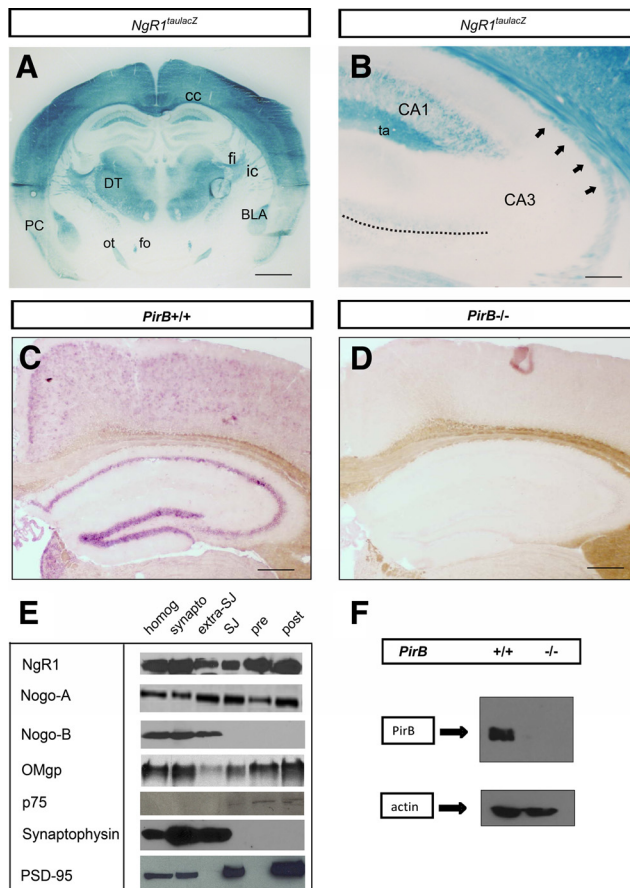 NgR1taulacZ
NgR1taulacZ
A
cc
fi
ic
DT
PC
BLA
ot
fo
B
CA1
ta
CA3
PirB+/+
PirB-/-
C
D
E
homog
synapto
extra-SJ
SJ
pre
post
NgR1
Nogo-A
Nogo-B
OMgp
p75
Synaptophysin
PSD-95
F
PirB +/+ -/-
PirB
actin